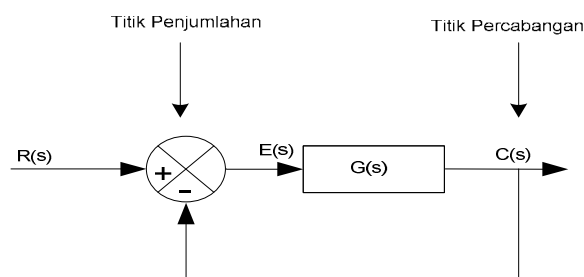 Titik Penjumlahan
Titik Percabangan
R(s)
+
-
E(s)
G(s)
C(s)